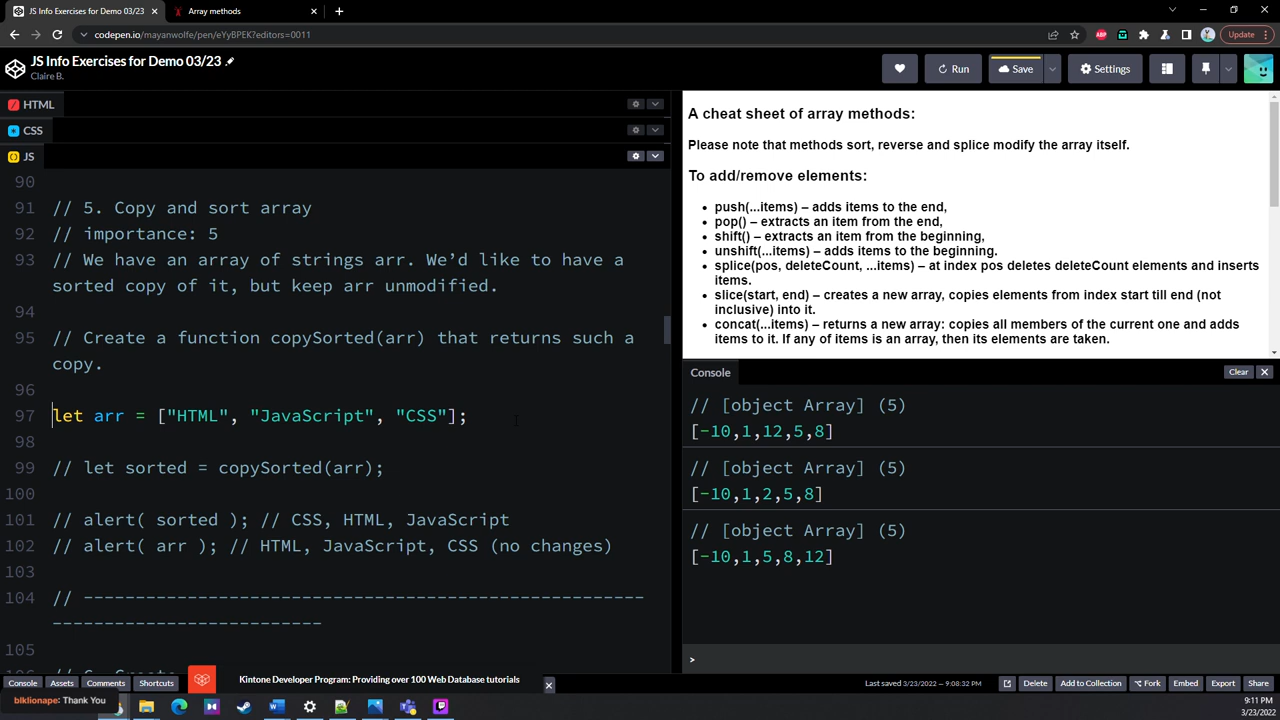 JS Info Exercises for Demo 03/23
Array methods
codepen.io/mayanwolfe/pen/eYyBPEK?editors=0011
ABP
Update
JS Info Exercises for Demo 03/23
Claire B.
Run
Save
Settings
HTML
CSS
JS
90
91 // 5. Copy and sort array
92 // importance: 5
93 // We have an array of strings arr. We’d like to have a
sorted copy of it, but keep arr unmodified.
94
95 // Create a function copySorted(arr) that returns such a
copy.
96
97 let arr = ["HTML", "JavaScript", "CSS"];
98
99 // let sorted = copySorted(arr);
100
101 // alert( sorted ); // CSS, HTML, JavaScript
102 // alert( arr ); // HTML, JavaScript, CSS (no changes)
103
104 // ------------------------------------------------------
--------------------------
105
A cheat sheet of array methods:
Please note that methods sort, reverse and splice modify the array itself.
To add/remove elements:
• push(...items) – adds items to the end,
• pop() – extracts an item from the end,
• shift() – extracts an item from the beginning,
• unshift(...items) – adds items to the beginning.
• splice(pos, deleteCount, ...items) – at index pos deletes deleteCount elements and inserts
items.
• slice(start, end) – creates a new array, copies elements from index start till end (not
inclusive) into it.
• concat(...items) – returns a new array: copies all members of the current one and adds
items to it. If any of items is an array, then its elements are taken.
Console
Clear
// [object Array] (5)
[-10,1,12,5,8]
// [object Array] (5)
[-10,1,2,5,8]
// [object Array] (5)
[-10,1,5,8,12]
>
Kintone Developer Program: Providing over 100 Web Database tutorials
Console
Assets
Comments
Shortcuts
Last saved 3/23/2022 — 9:08:32 PM
Delete
Add to Collection
Fork
Embed
Export
Share
blklionape: Thank You
9:11 PM
3/23/2022